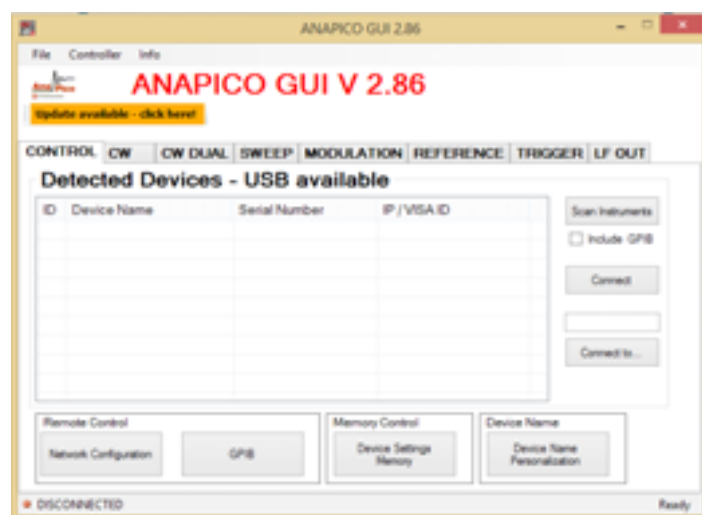 ANAPICO GUI 2.86
File Controller Info
ANAPICO GUI V 2.86
Update available - click here!
CONTROL CW CW DUAL SWEEP MODULATION REFERENCE TRIGGER LF OUT
Detected Devices - USB available
ID Device Name Serial Number IP / VISA ID
Scan Instruments
Include GPIB
Connect
Connect to...
Remote Control
Network Configuration
GPIB
Memory Control
Device Settings
Memory
Device Name
Device Name
Personalization
DISCONNECTED
Ready